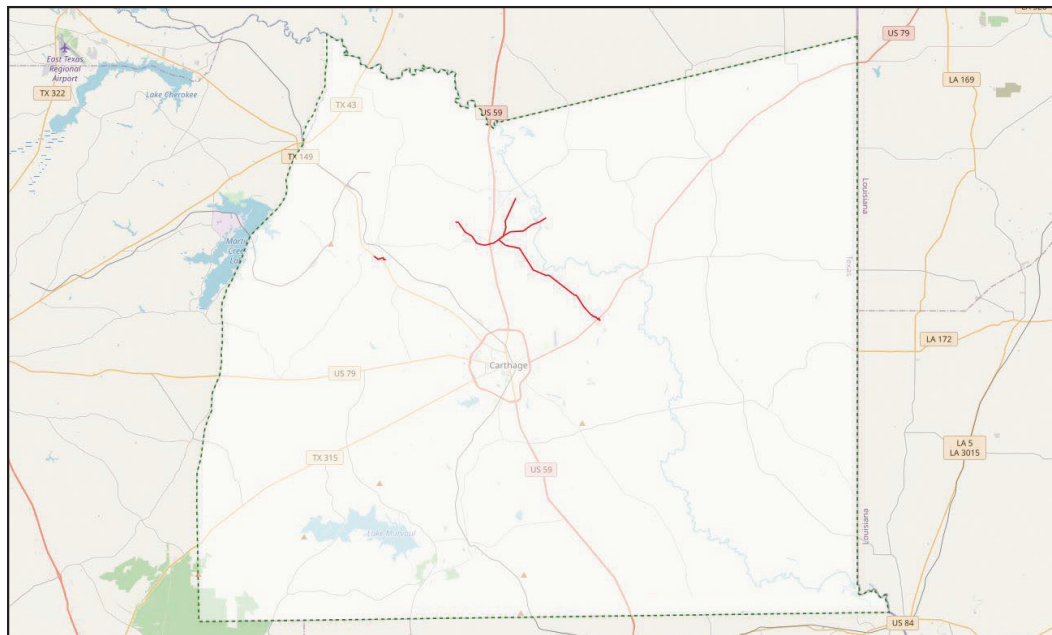 US 79
East Texas
Regional
Airport
TX 322
Lake Cherokee
TX 43
US 59
LA 169
TX 149
Louisiana
Texas
LA 172
Carthage
US 79
LA 5
LA 3015
TX 315
US 59
Lake Murvaul
Louisiana
US 84